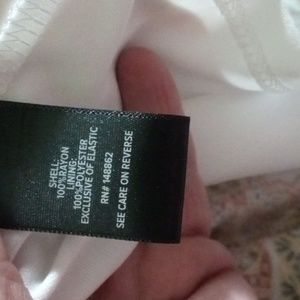 SHELL:
100%RAYON
LINING:
100%POLYESTER
EXCLUSIVE OF ELASTIC
RN# 148862
SEE CARE ON REVERSE